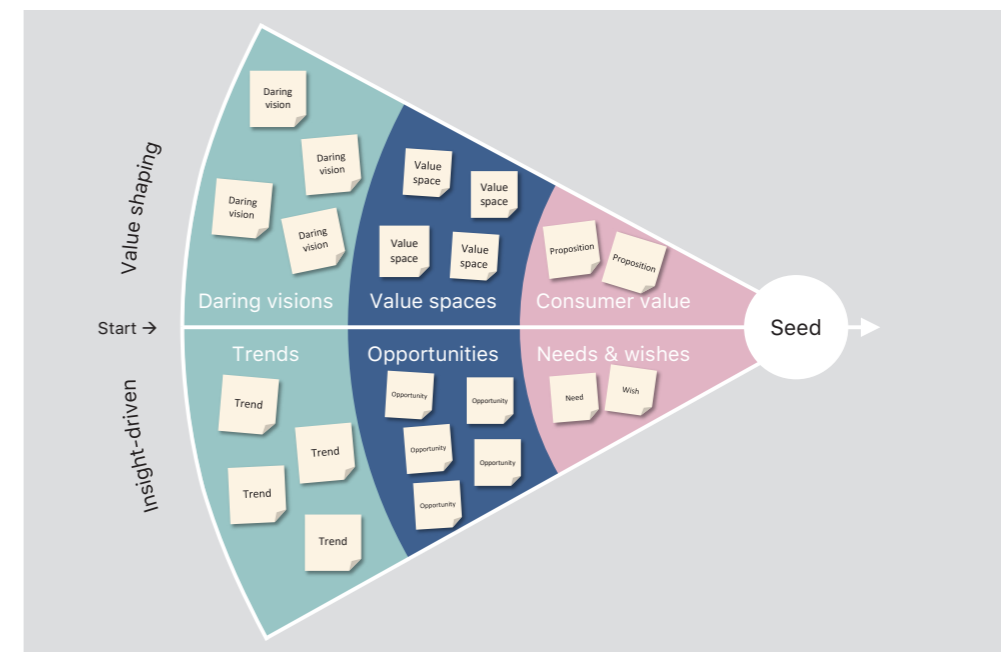 Value shaping
Daring
vision
Daring
vision
Daring
vision
Daring
vision
Daring visions
Value
space
Value
space
Value
space
Value
space
Value spaces
Proposition
Proposition
Consumer value
Start →
Seed
Insight-driven
Trends
Trend
Trend
Trend
Trend
Opportunities
Opportunity
Opportunity
Opportunity
Opportunity
Opportunity
Needs & wishes
Need
Wish